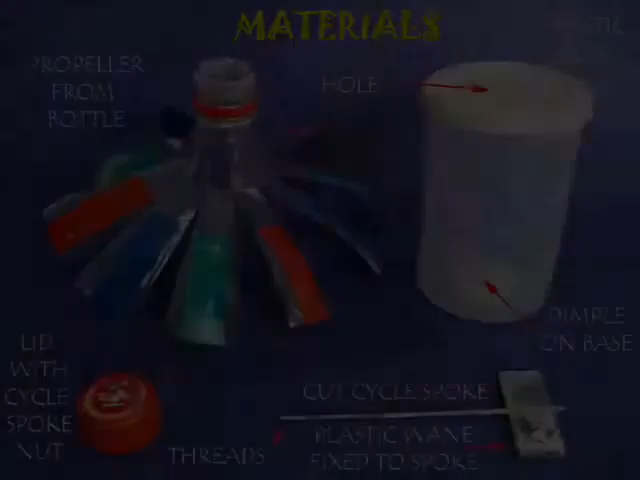 MATERIALS
PROPELLER
FROM
BOTTLE
HOLE
DIMPLE
ON BASE
LID
WITH
CYCLE
SPOKE
NUT
CUT CYCLE SPOKE
THREADS
PLASTIC WANE
FIXED TO SPOKE